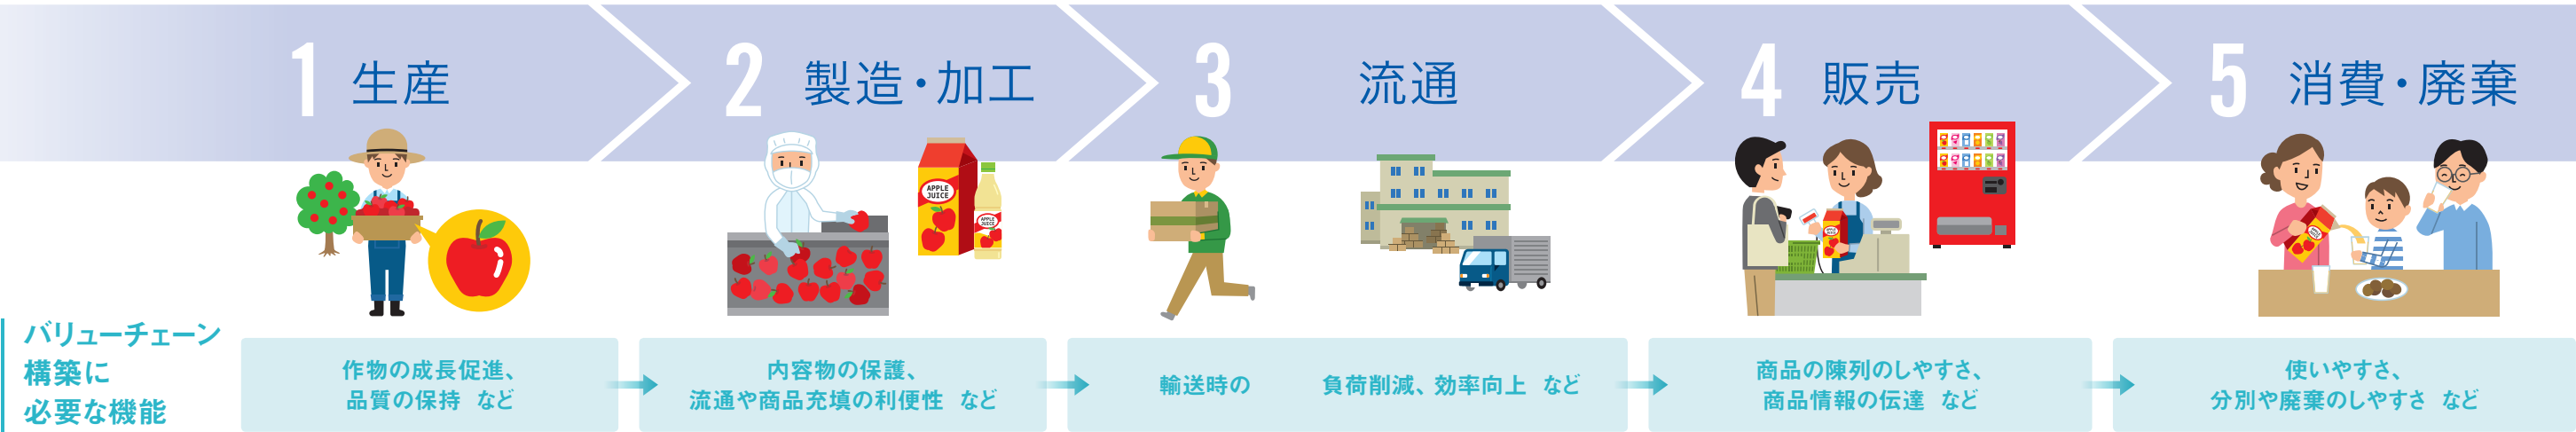 1 生産
2 製造・加工
3 流通
4 販売
5 消費・廃棄
APPLE
JUICE
APPLE
JUICE
バリューチェーン
構築に
必要な機能
作物の成長促進、
品質の保持 など
内容物の保護、
流通や商品充填の利便性 など
輸送時の 負荷削減、効率向上 など
商品の陳列のしやすさ、
商品情報の伝達 など
使いやすさ、
分別や廃棄のしやすさ など